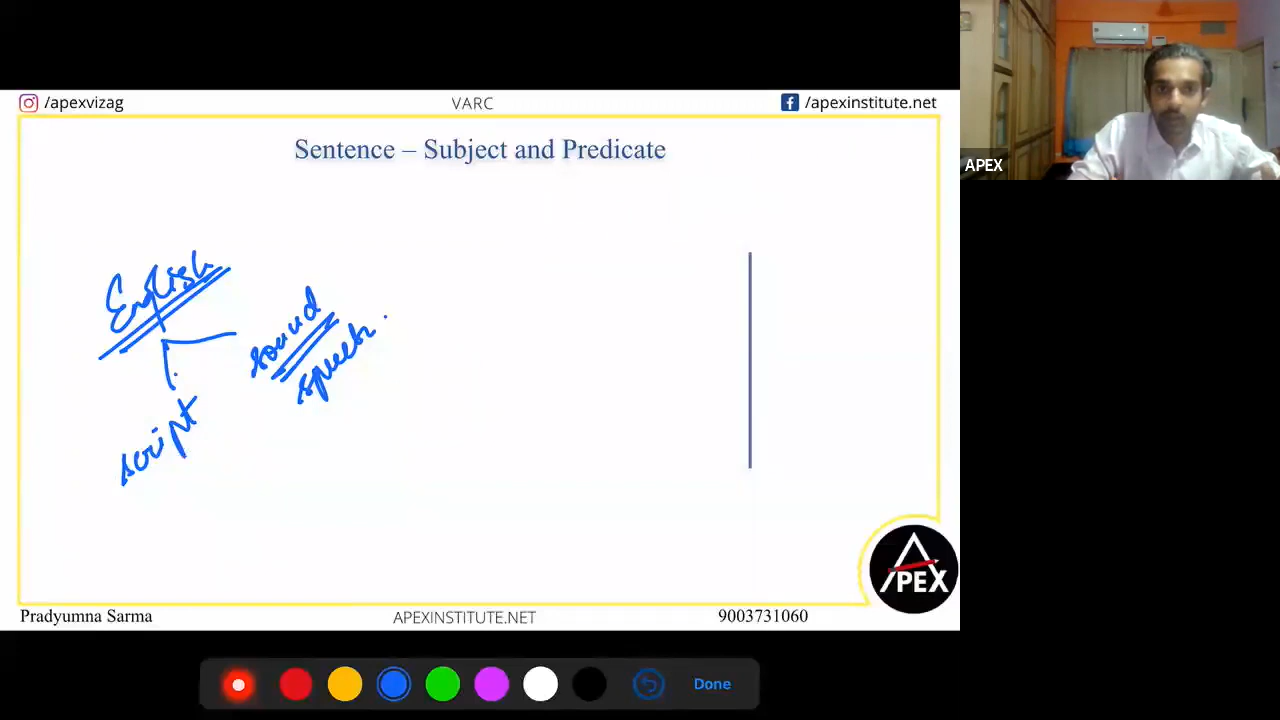 /apexvizag
VARC
/apexinstitute.net
Sentence – Subject and Predicate
APEX
English
sound
speech.
script
APEX
Pradyumna Sarma
APEXINSTITUTE.NET
9003731060
Done